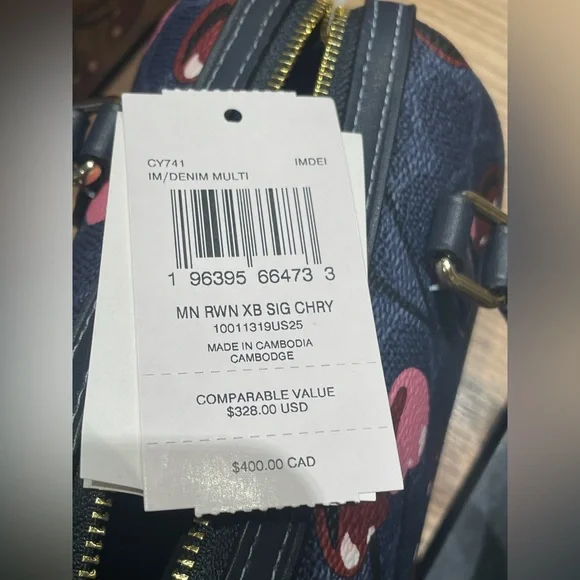 CY741 IMDEI
IM/DENIM MULTI
1 96395 66473 3
MN RWN XB SIG CHRY
10011319US25
MADE IN CAMBODIA
CAMBODGE
COMPARABLE VALUE
$328.00 USD
$400.00 CAD